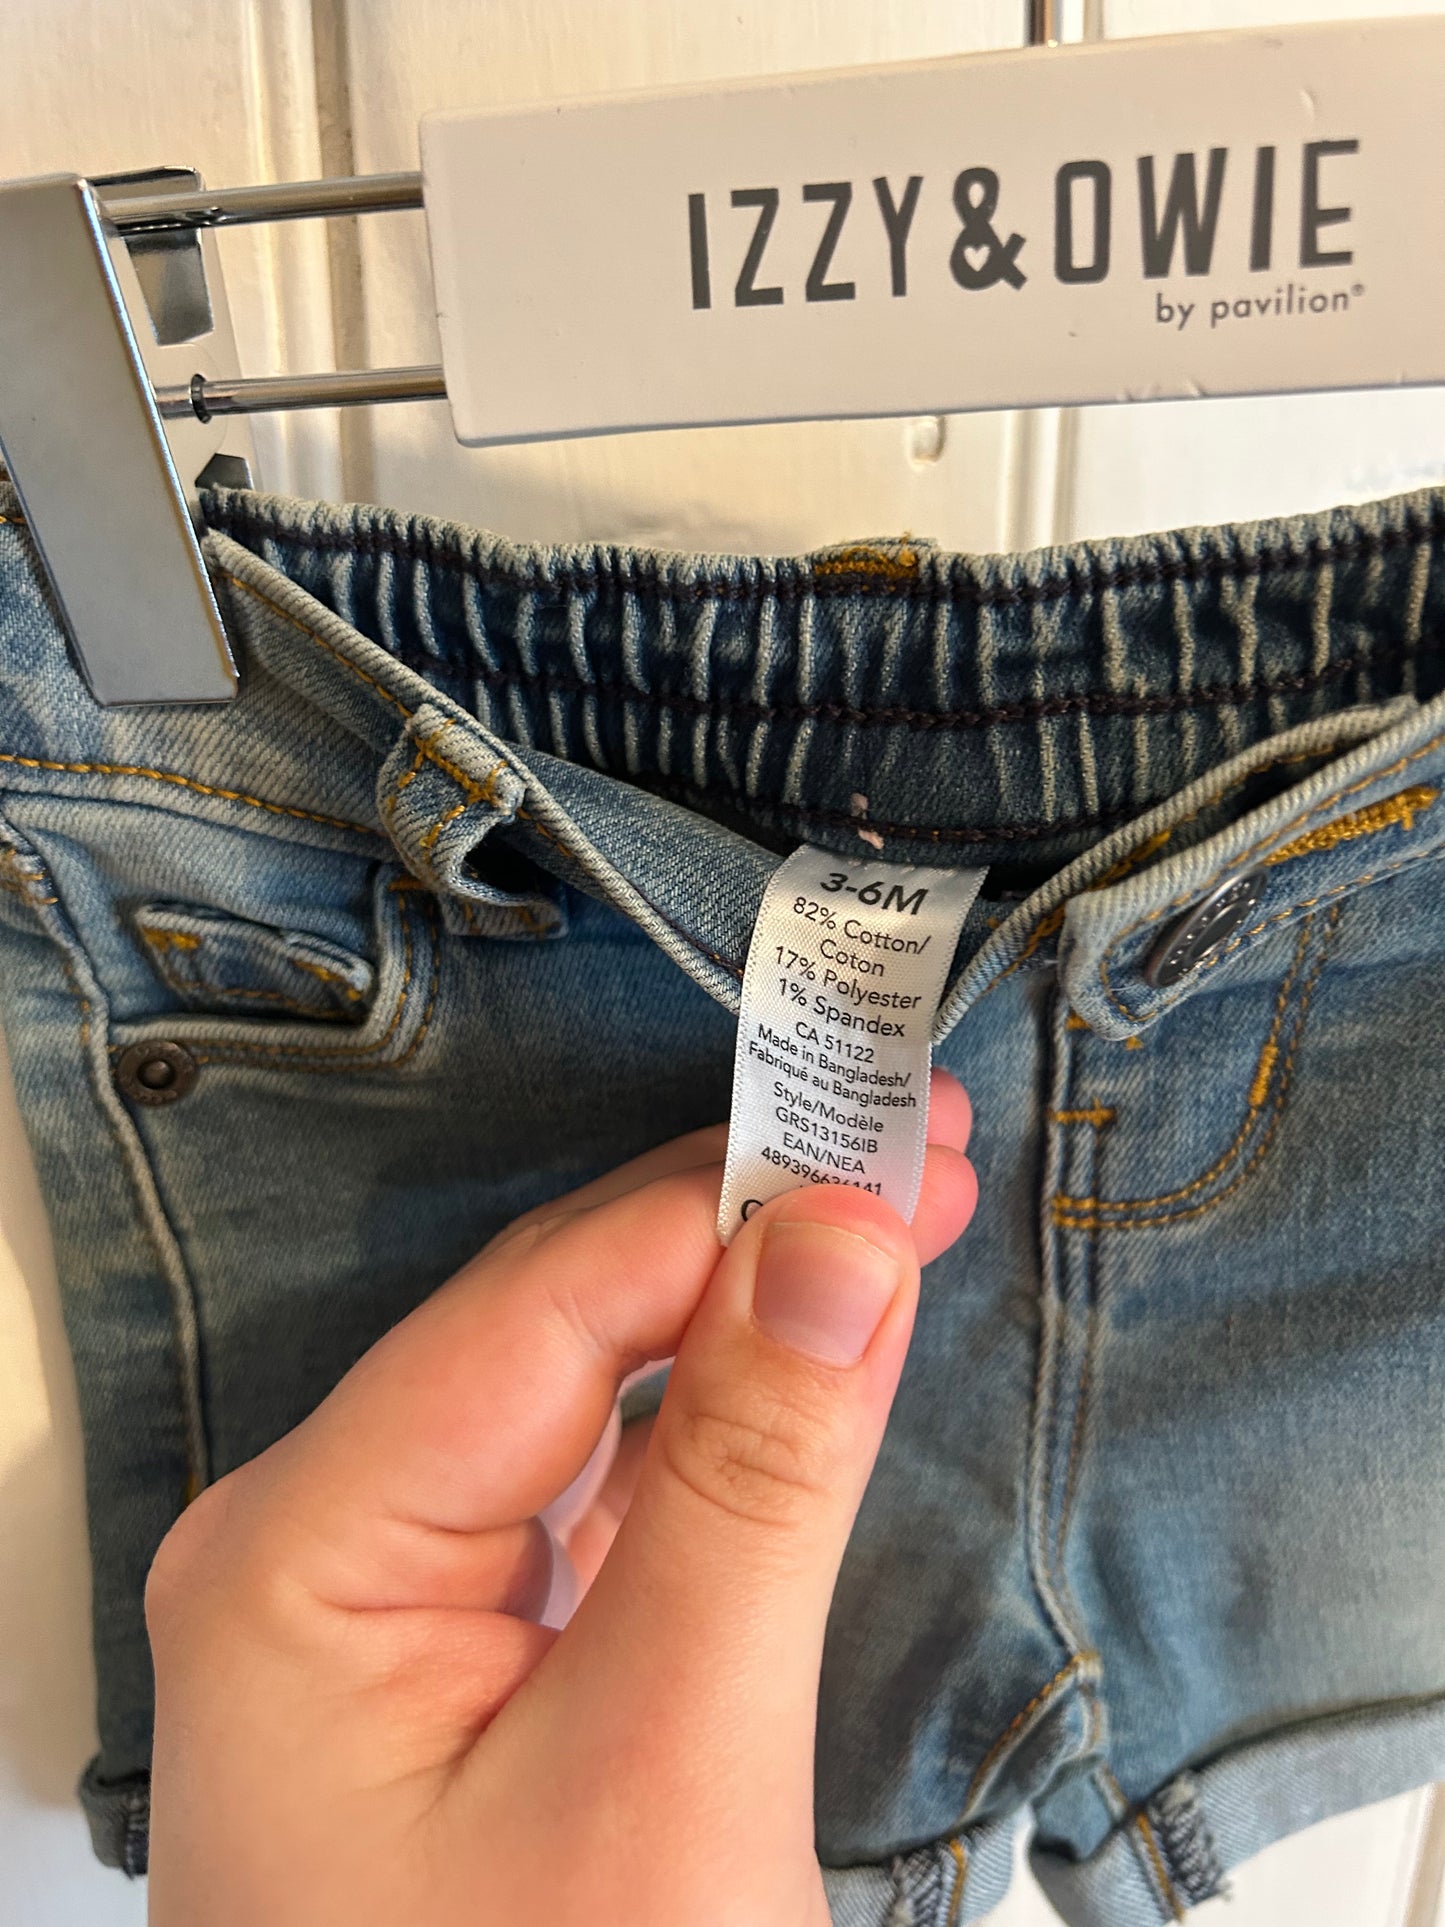 IZZY&OWIE
by pavilion®
3-6M
82% Cotton/
Coton
17% Polyester
1% Spandex
CA 51122
Made in Bangladesh/
Fabriqué au Bangladesh
Style/Modèle
GRS13156IB
EAN/NEA